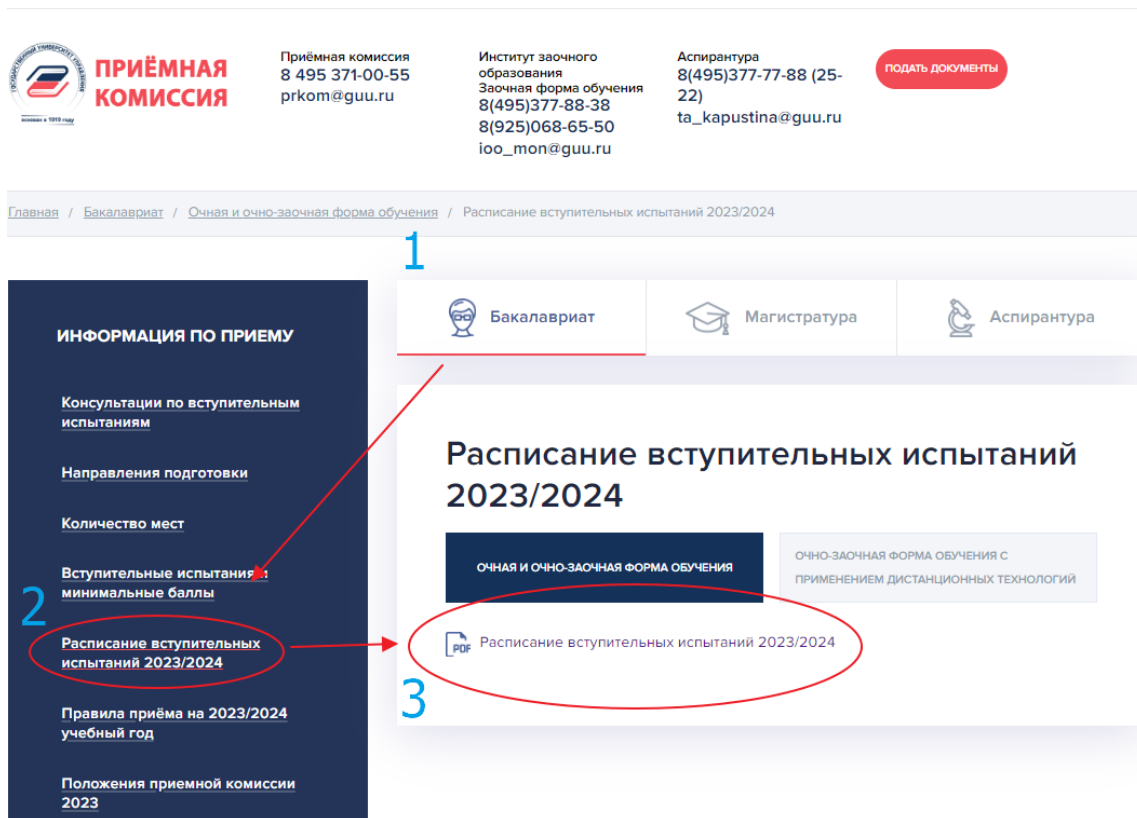 ГОСУДАРСТВЕННЫЙ УНИВЕРСИТЕТ УПРАВЛЕНИЯ
основан в 1919 году
ПРИЁМНАЯ
КОМИССИЯ
Приёмная комиссия
8 495 371-00-55
prkom@guu.ru
Институт заочного
образования
Заочная форма обучения
8(495)377-88-38
8(925)068-65-50
ioo_mon@guu.ru
Аспирантура
8(495)377-77-88 (25-
22)
ta_kapustina@guu.ru
ПОДАТЬ ДОКУМЕНТЫ
Главная / Бакалавриат / Очная и очно-заочная форма обучения / Расписание вступительных испытаний 2023/2024
1
Бакалавриат
Магистратура
Аспирантура
ИНФОРМАЦИЯ ПО ПРИЕМУ
Консультации по вступительным
испытаниям
Направления подготовки
Количество мест
Вступительные испытания и
минимальные баллы
2
Расписание вступительных
испытаний 2023/2024
Правила приёма на 2023/2024
учебный год
Положения приемной комиссии
2023
Расписание вступительных испытаний
2023/2024
ОЧНАЯ И ОЧНО-ЗАОЧНАЯ ФОРМА ОБУЧЕНИЯ
ОЧНО-ЗАОЧНАЯ ФОРМА ОБУЧЕНИЯ С
ПРИМЕНЕНИЕМ ДИСТАНЦИОННЫХ ТЕХНОЛОГИЙ
PDF
Расписание вступительных испытаний 2023/2024
3